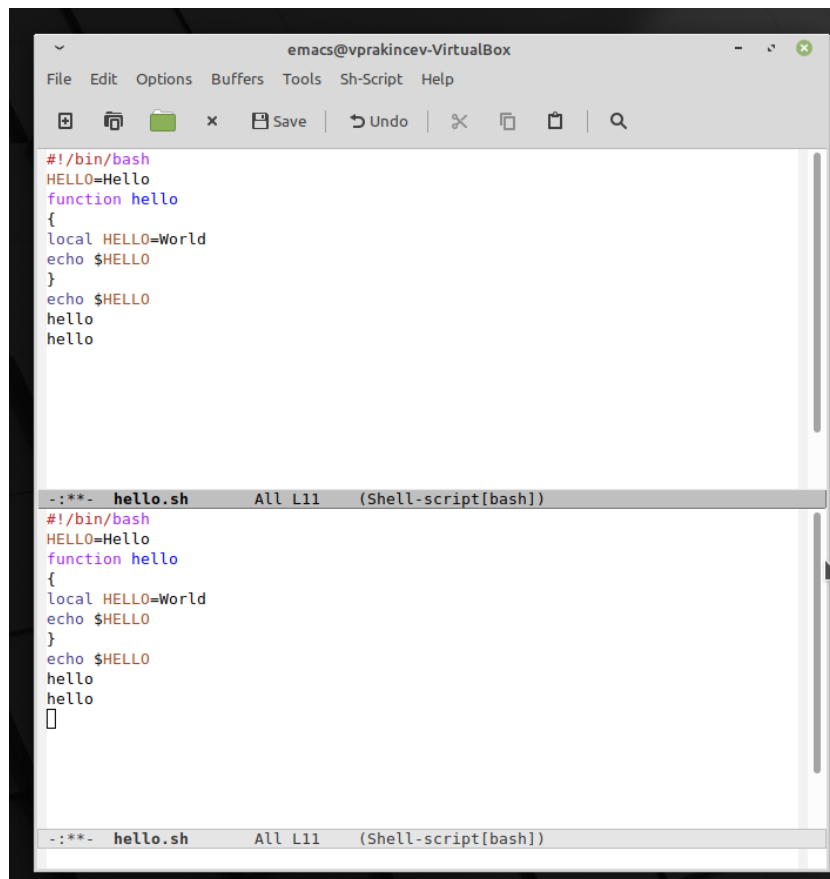 emacs@vprakincev-VirtualBox
File Edit Options Buffers Tools Sh-Script Help
Save Undo
#!/bin/bash
HELLO=Hello
function hello
{
local HELLO=World
echo $HELLO
}
echo $HELLO
hello
hello
-:**- hello.sh All L11 (Shell-script[bash])
#!/bin/bash
HELLO=Hello
function hello
{
local HELLO=World
echo $HELLO
}
echo $HELLO
hello
hello
-:**- hello.sh All L11 (Shell-script[bash])